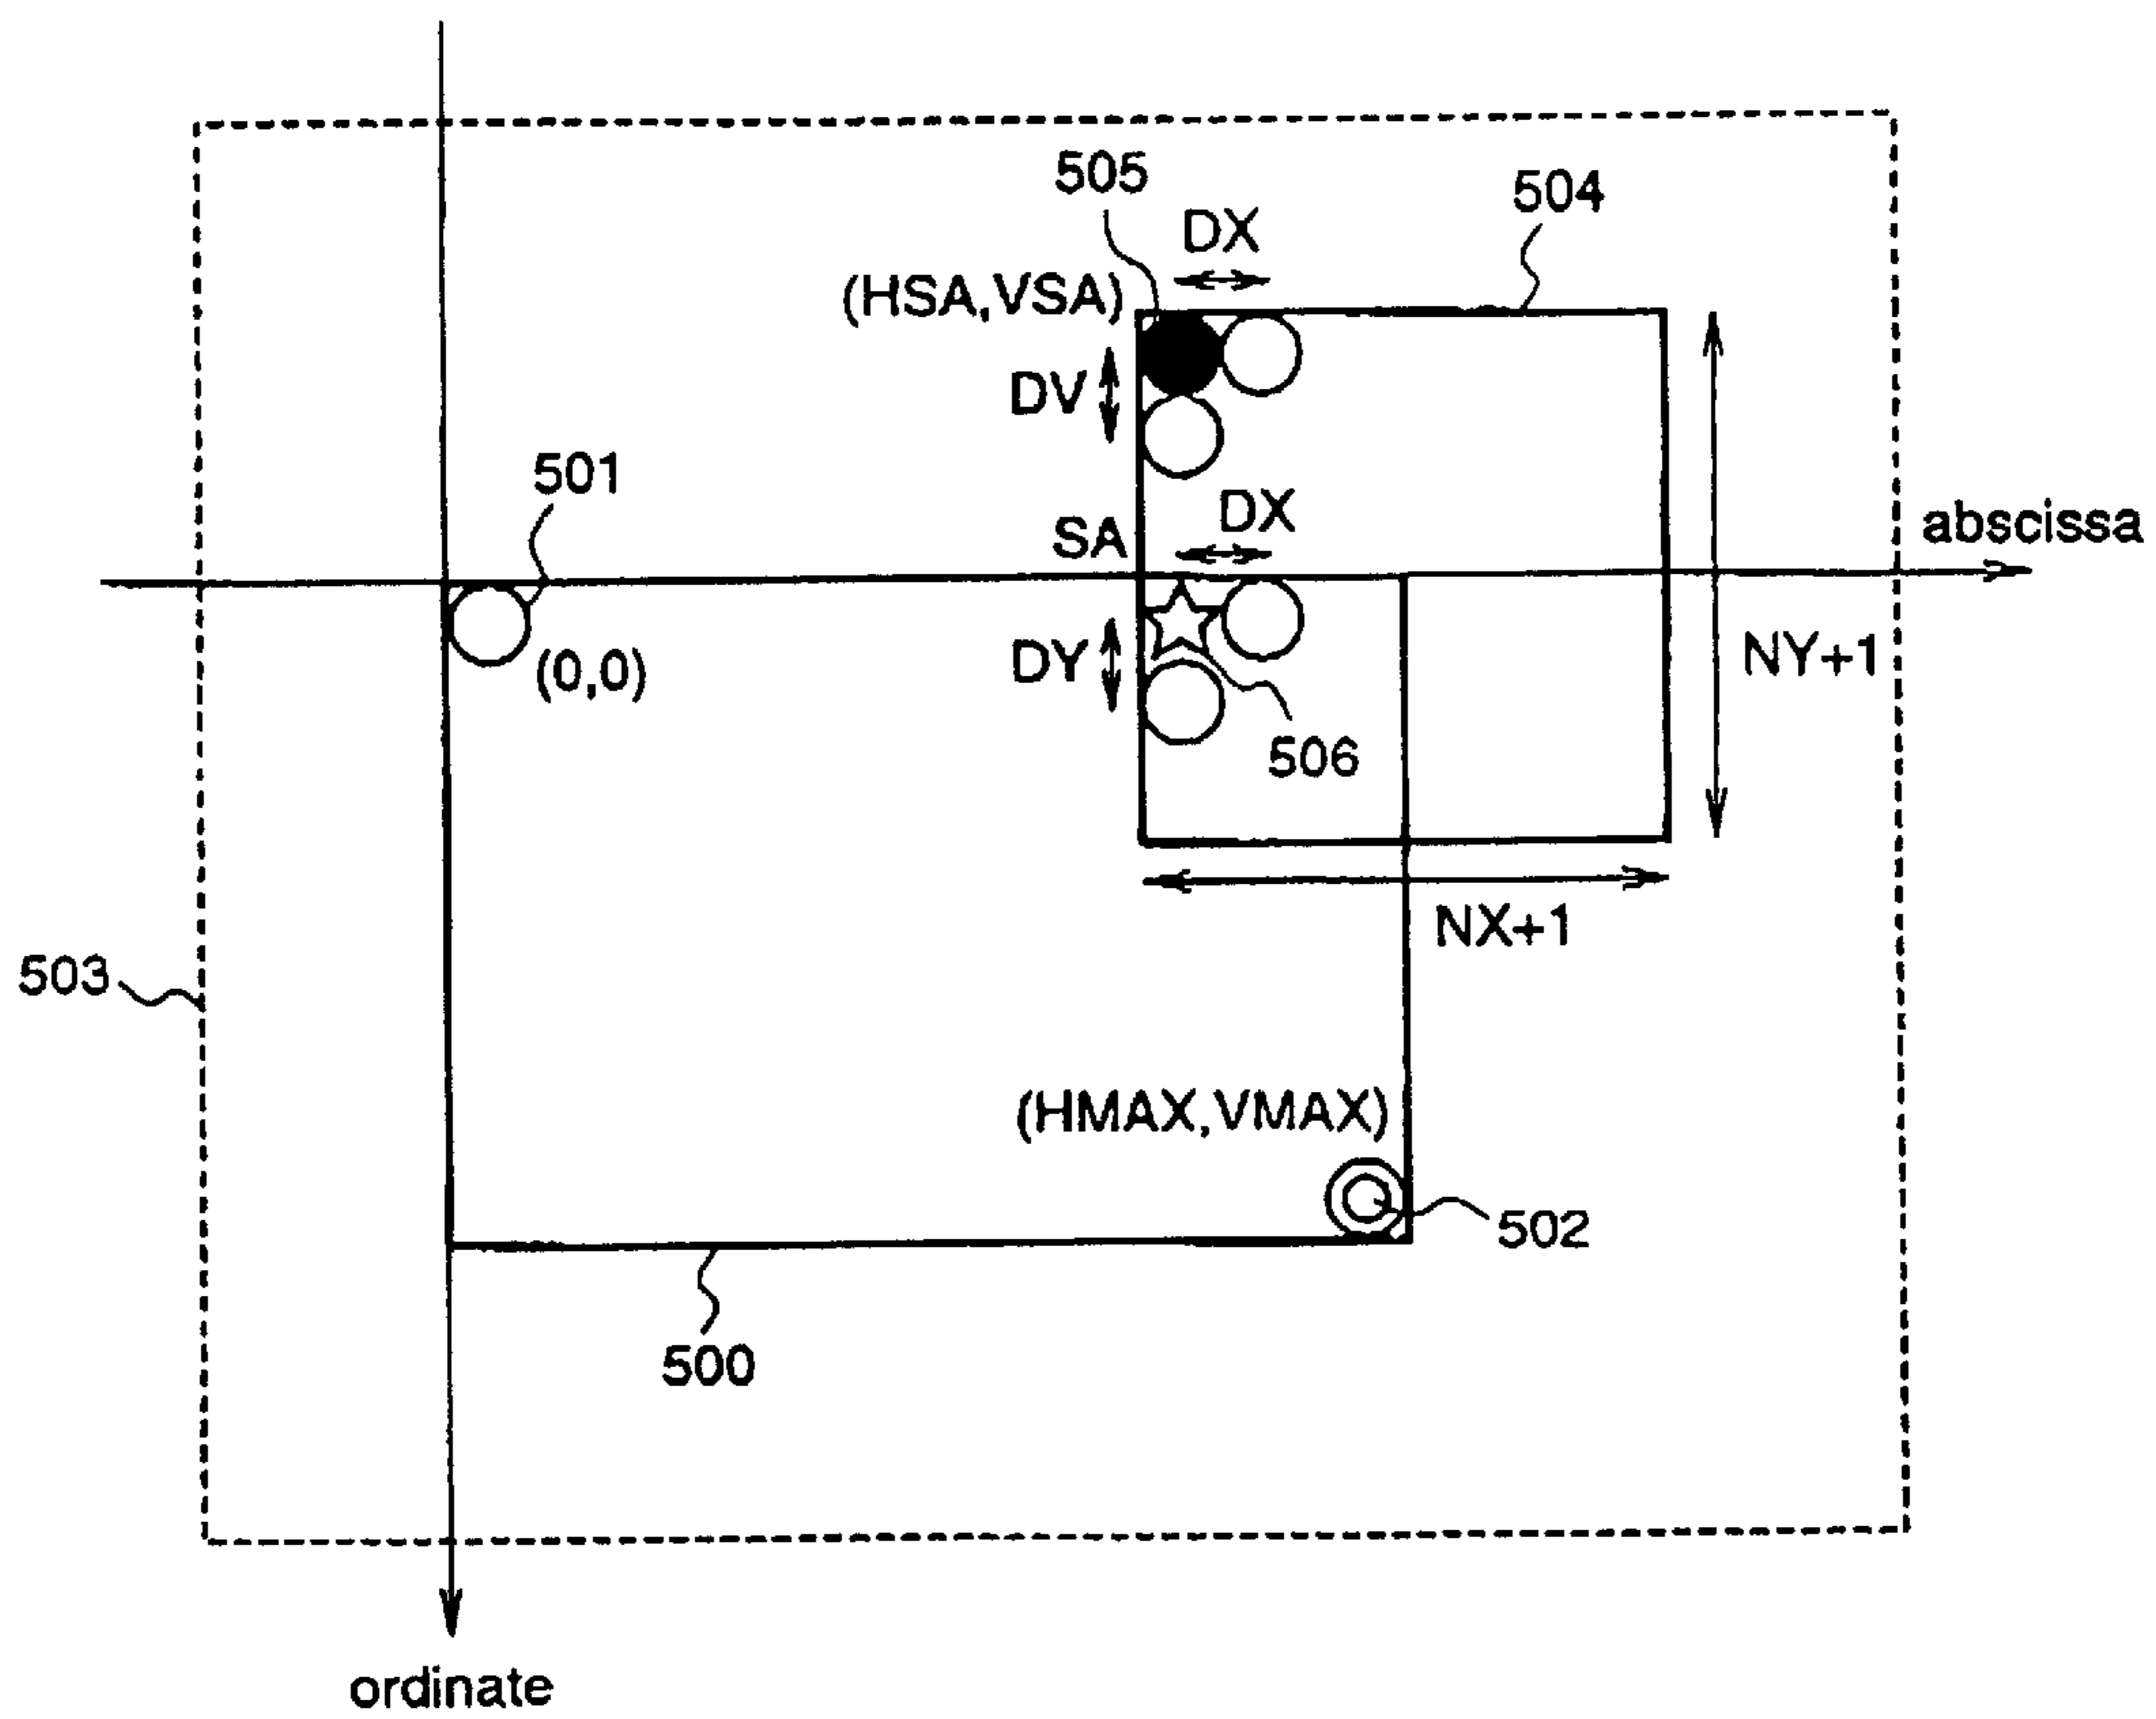 505
504
DX
(HSA,VSA)
DV
501
DX
SA
abscissa
(0,0)
DY
NY+1
506
NX+1
503
(HMAX,VMAX)
502
500
ordinate